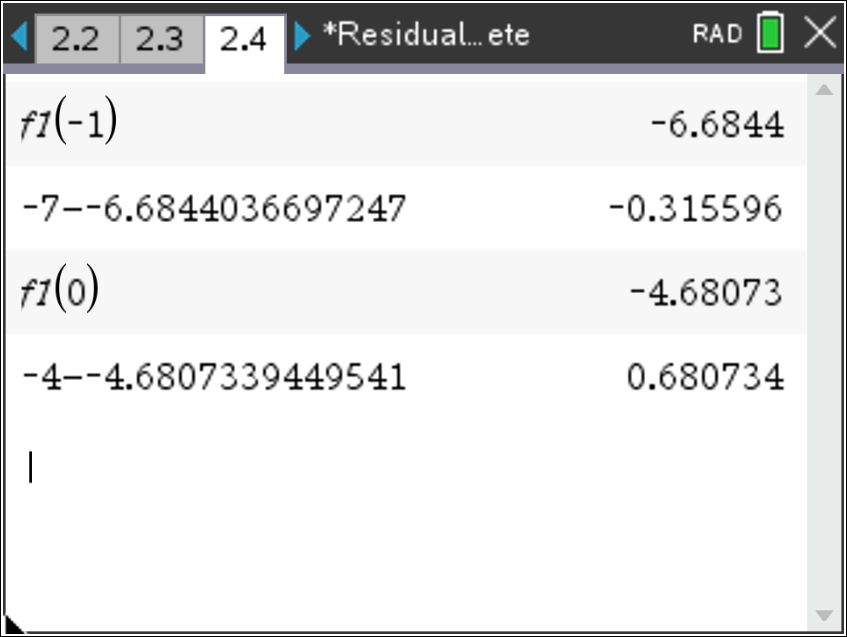 2.2 2.3 2.4 *Residual...ete RAD
f1(-1) -6.6844
-7–-6.6844036697247 -0.315596
f1(0) -4.68073
-4–-4.6807339449541 0.680734